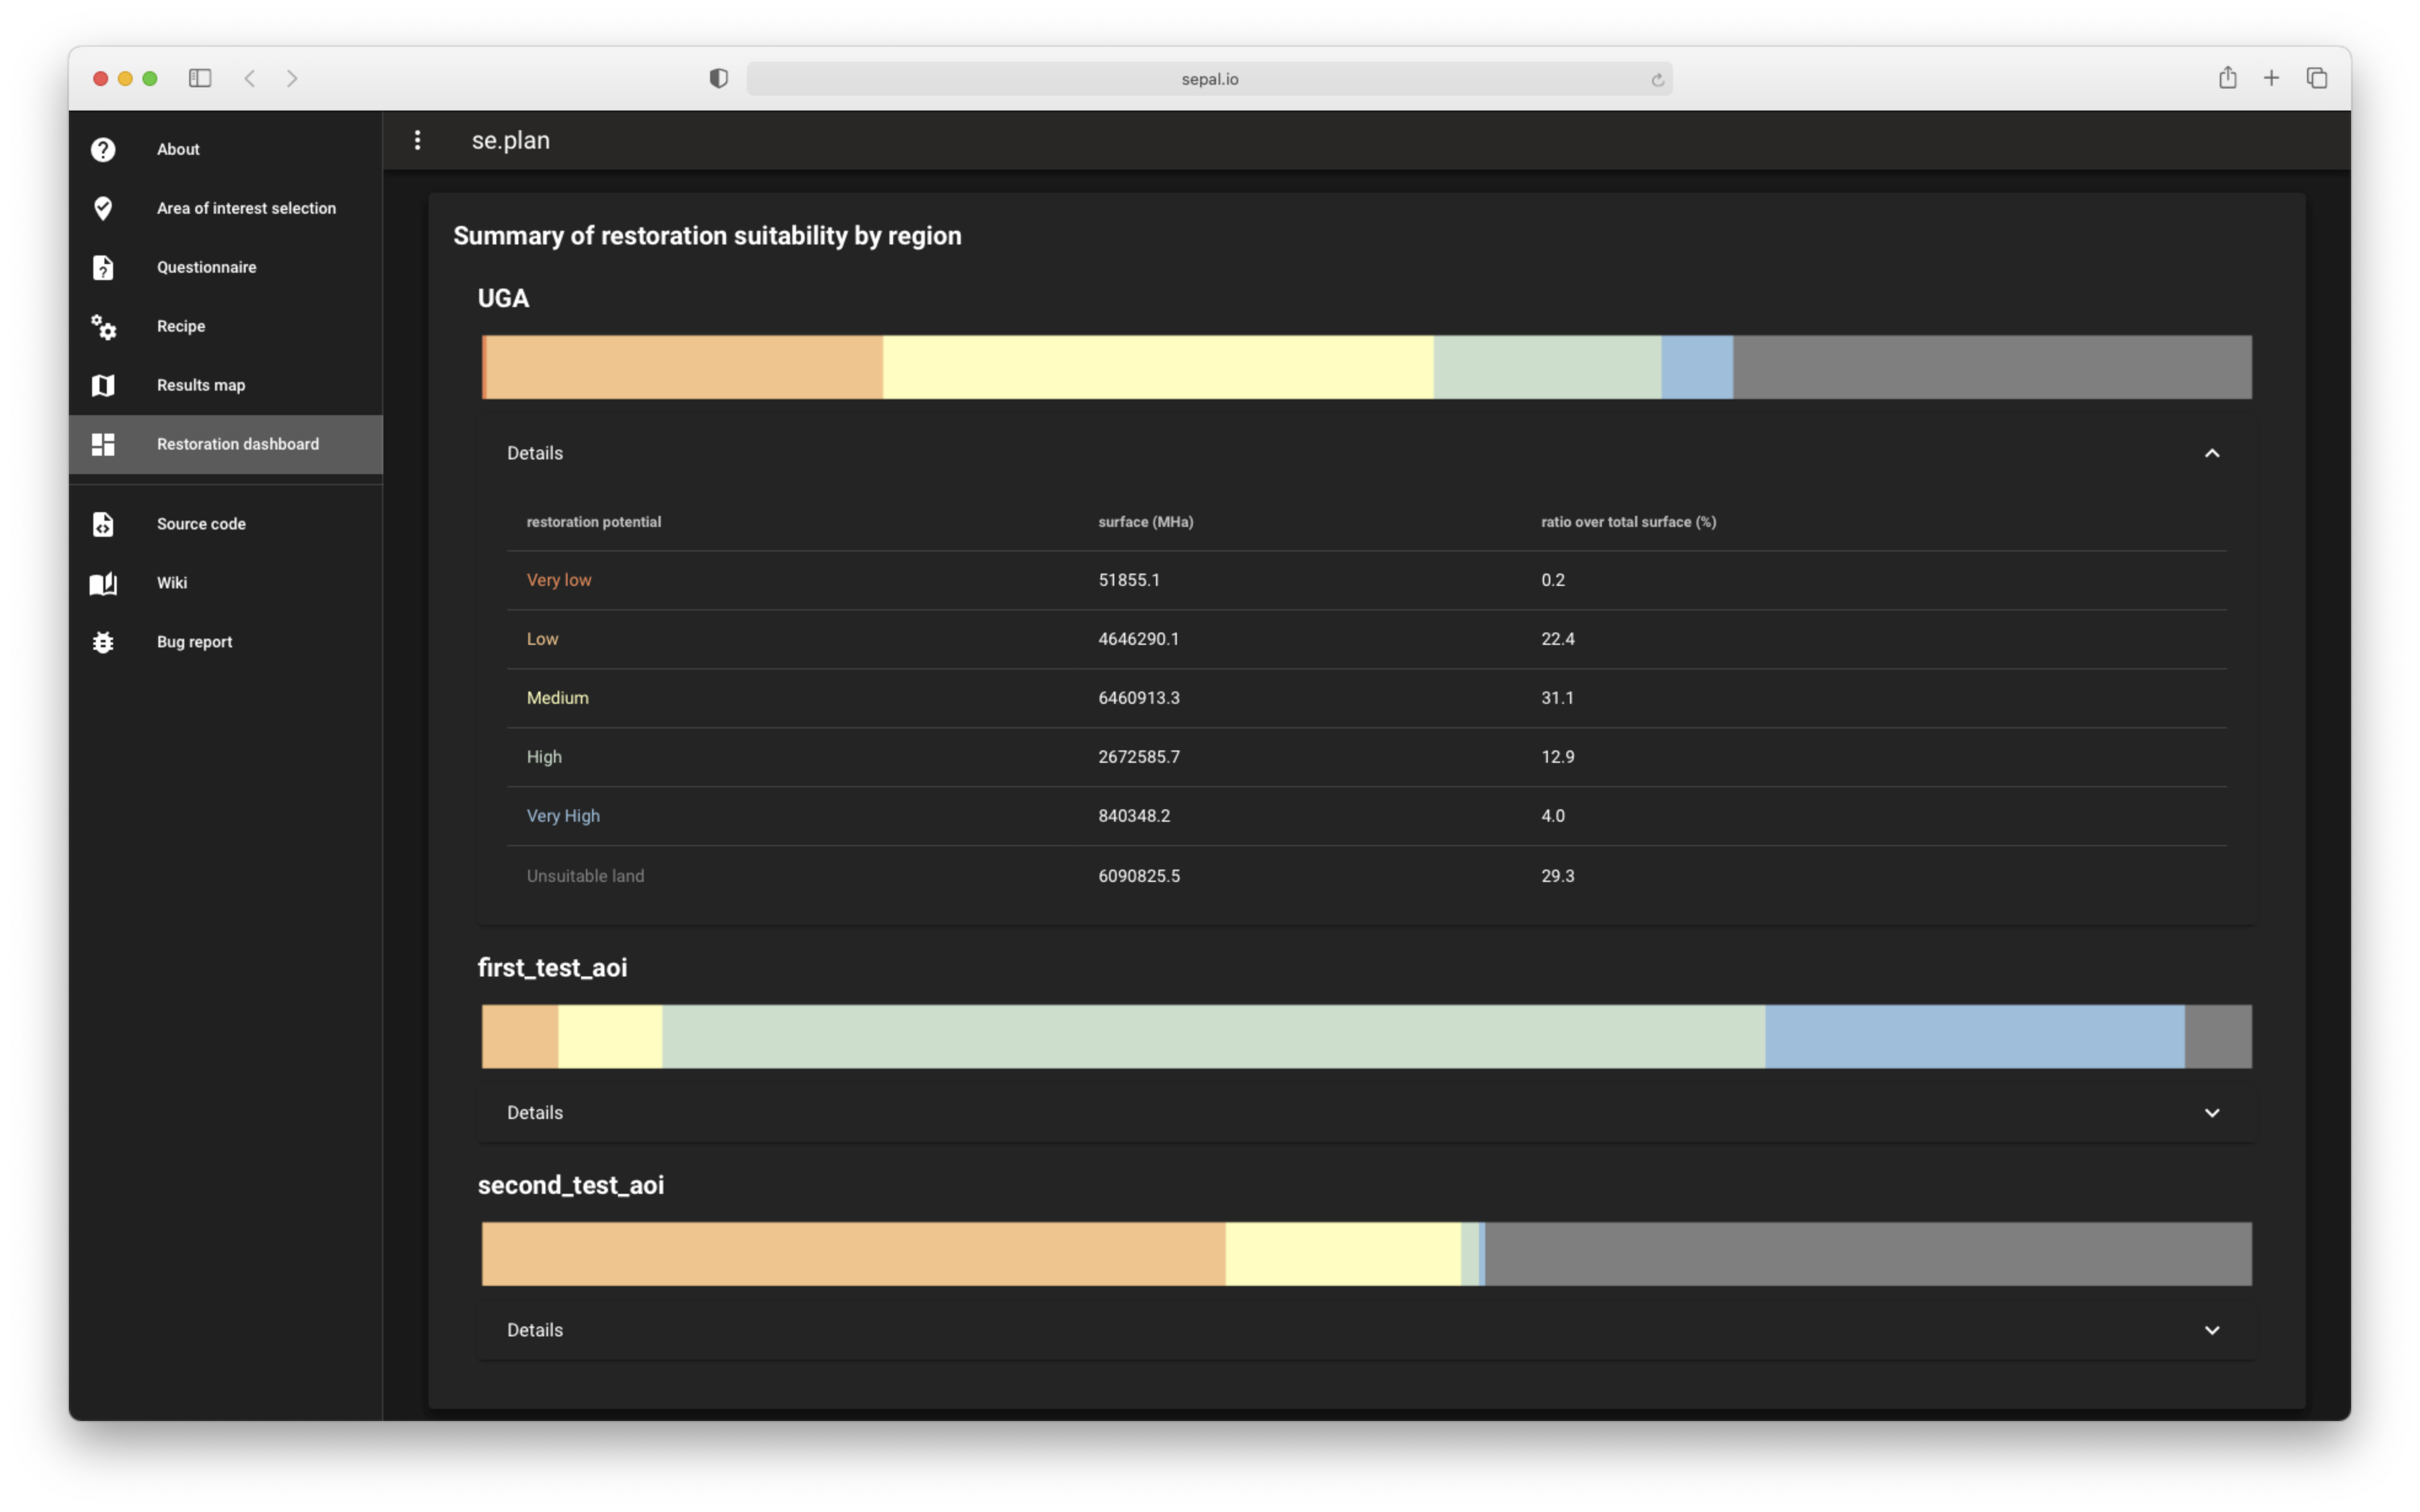 sepal.io
se.plan
About
Area of interest selection
Questionnaire
Recipe
Results map
Restoration dashboard
Source code
Wiki
Bug report
Summary of restoration suitability by region
UGA
Details
restoration potential surface (MHa) ratio over total surface (%)
Very low 51855.1 0.2
Low 4646290.1 22.4
Medium 6460913.3 31.1
High 2672585.7 12.9
Very High 840348.2 4.0
Unsuitable land 6090825.5 29.3
first_test_aoi
Details
second_test_aoi
Details